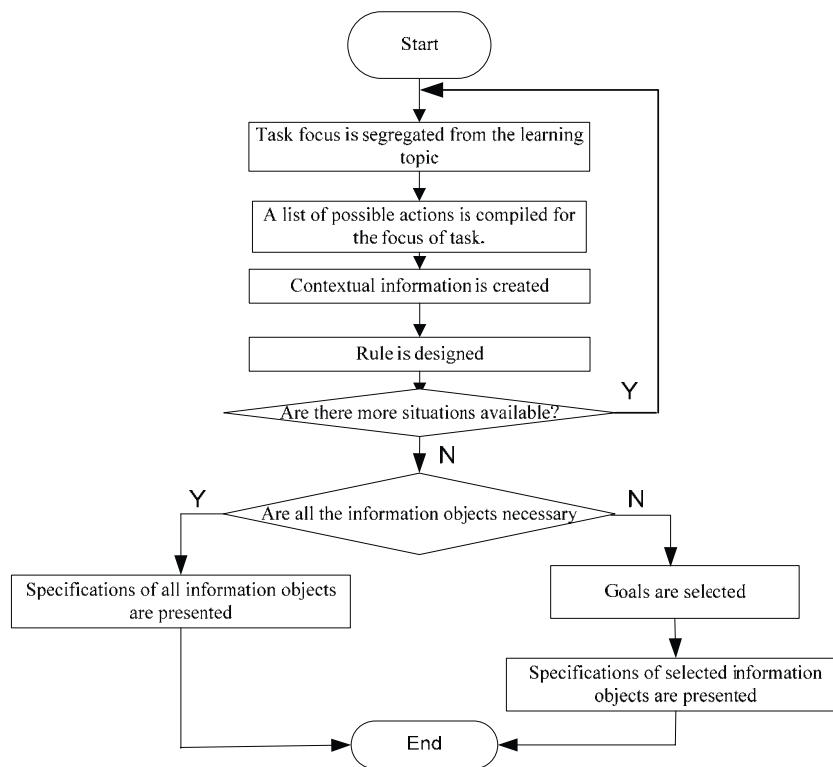 Start
Task focus is segregated from the learning
topic
A list of possible actions is compiled for
the focus of task.
Contextual information is created
Rule is designed
Y
Are there more situations available?
N
Y
N
Are all the information objects necessary
Specifications of all information objects
are presented
Goals are selected
Specifications of selected information
objects are presented
End